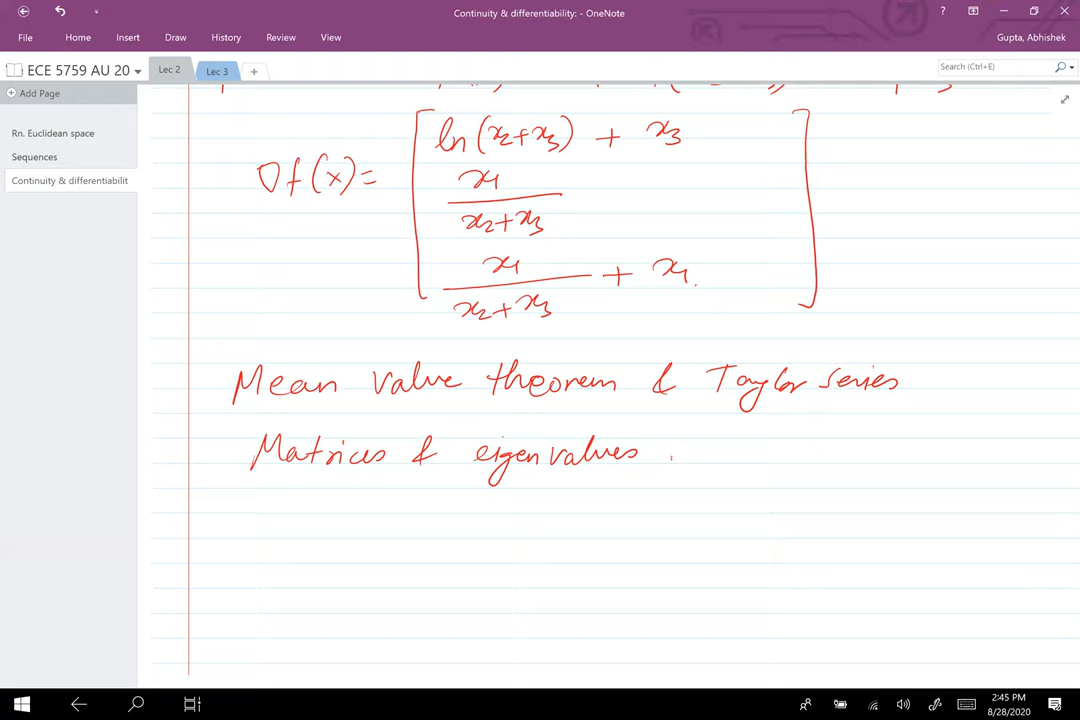 Continuity & differentiability: - OneNote
?
File Home Insert Draw History Review View
Gupta, Abhishek
ECE 5759 AU 20
Lec 2
Lec 3
+
Search (Ctrl+E)
Add Page
Rn. Euclidean space
Sequences
Continuity & differentiabilit
∇f(x)=
ln(x2+x3) + x3
x1
x2+x3
x1
x2+x3
+ x1.
Mean value theorem & Taylor series
Matrices & eigenvalues
2:45 PM
8/28/2020